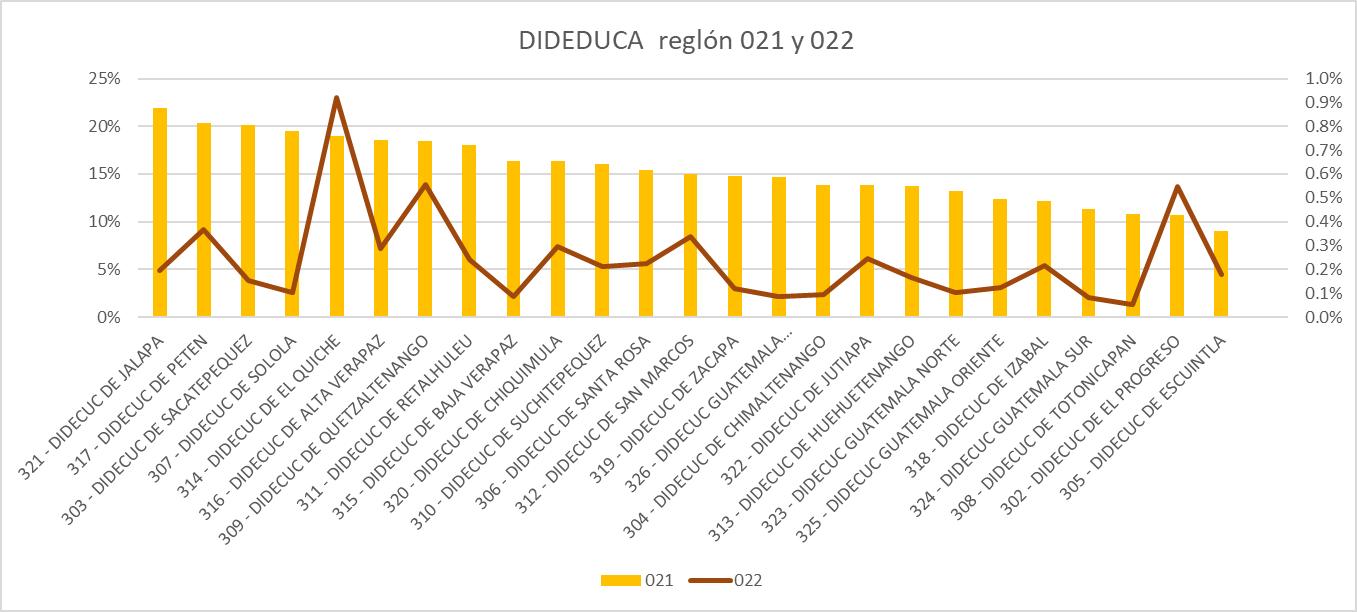 DIDEDUCA reglón 021 y 022
25%
20%
15%
10%
5%
0%
1.0%
0.9%
0.8%
0.7%
0.6%
0.5%
0.4%
0.3%
0.2%
0.1%
0.0%
321 - DIDECUC DE JALAPA
317 - DIDECUC DE PETEN
303 - DIDECUC DE SACATEPEQUEZ
307 - DIDECUC DE SOLOLA
314 - DIDECUC DE EL QUICHE
316 - DIDECUC DE ALTA VERAPAZ
309 - DIDECUC DE QUETZALTENANGO
311 - DIDECUC DE RETALHULEU
315 - DIDECUC DE BAJA VERAPAZ
320 - DIDECUC DE CHIQUIMULA
310 - DIDECUC DE SUCHITEPEQUEZ
306 - DIDECUC DE SANTA ROSA
312 - DIDECUC DE SAN MARCOS
319 - DIDECUC DE ZACAPA
326 - DIDECUC GUATEMALA...
304 - DIDECUC DE CHIMALTENANGO
322 - DIDECUC DE JUTIAPA
313 - DIDECUC DE HUEHUETENANGO
323 - DIDECUC GUATEMALA NORTE
325 - DIDECUC GUATEMALA ORIENTE
318 - DIDECUC DE IZABAL
324 - DIDECUC GUATEMALA SUR
308 - DIDECUC DE TOTONICAPAN
302 - DIDECUC DE EL PROGRESO
305 - DIDECUC DE ESCUINTLA
021 022